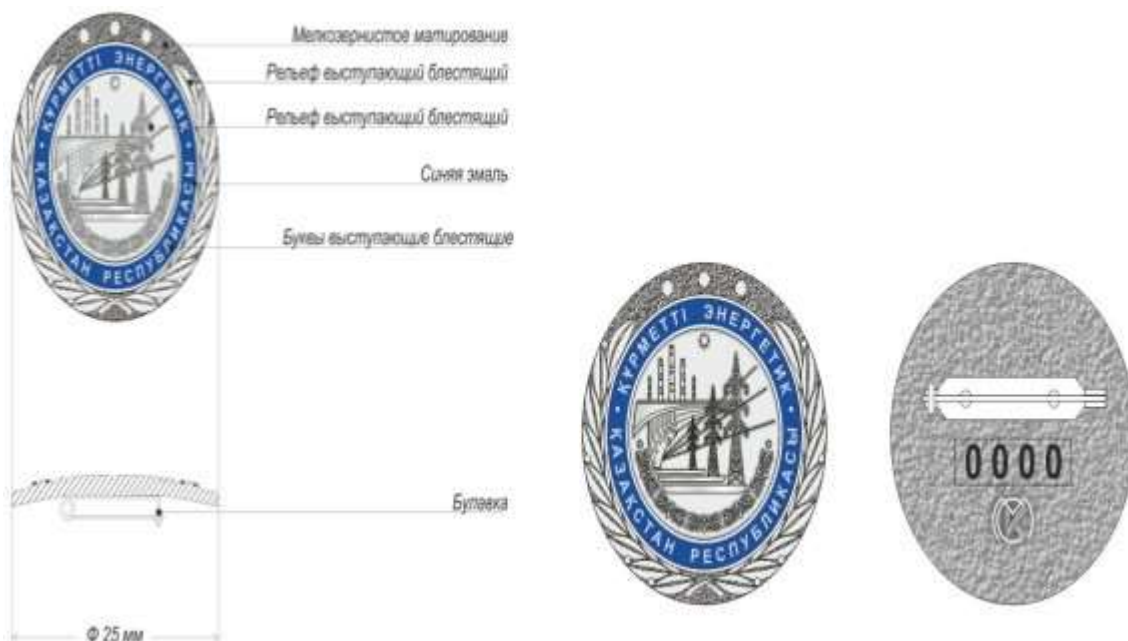 Мелкозернистое матирование
ҚҰРМЕТТІ ЭНЕРГЕТИК
Рельеф выступающий блестящий
Рельеф выступающий блестящий
Синяя эмаль
Буквы выступающие блестящие
ҚАЗАҚСТАН РЕСПУБЛИКАСЫ
ҚҰРМЕТТІ ЭНЕРГЕТИК
ҚАЗАҚСТАН РЕСПУБЛИКАСЫ
0000
Булавка
Ф 25 мм